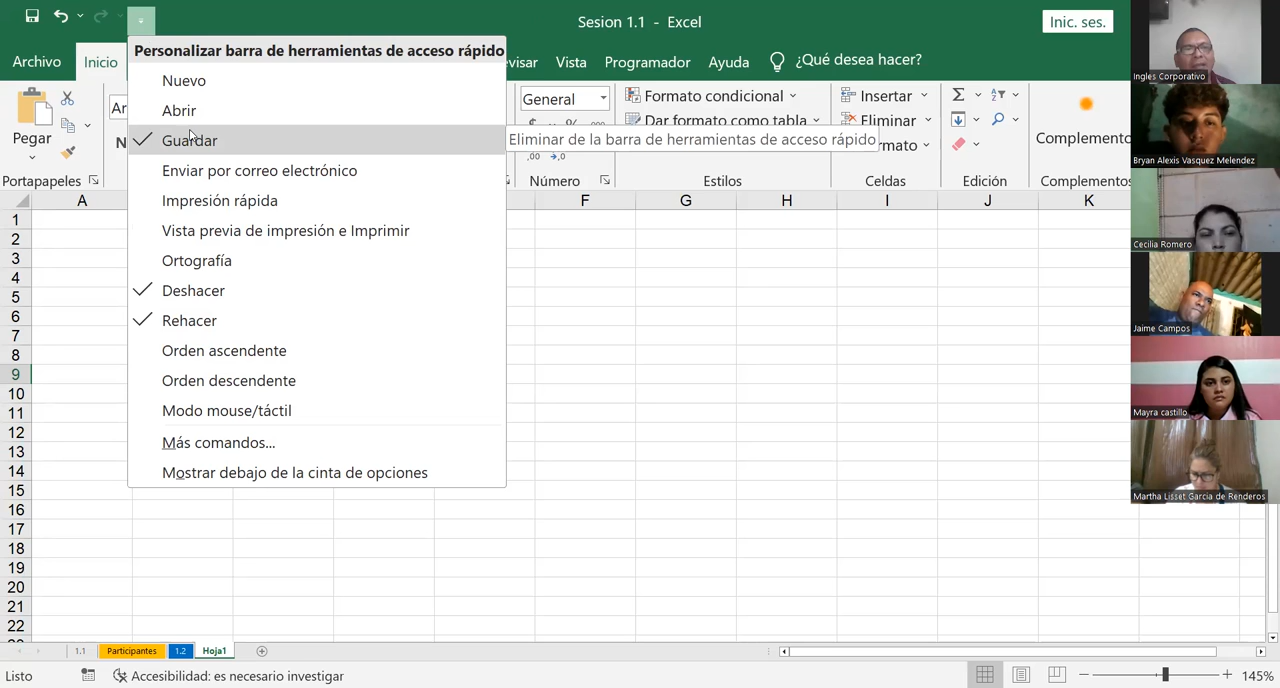 Sesion 1.1 - Excel
Inic. ses.
Archivo
Inicio
Vista
Programador
Ayuda
¿Qué desea hacer?
Personalizar barra de herramientas de acceso rápido
Nuevo
Abrir
Guardar
Enviar por correo electrónico
Impresión rápida
Vista previa de impresión e Imprimir
Ortografía
Deshacer
Rehacer
Orden ascendente
Orden descendente
Modo mouse/táctil
Más comandos...
Mostrar debajo de la cinta de opciones
Eliminar de la barra de herramientas de acceso rápido
Pegar
Portapapeles
N
General
Número
Formato condicional
Dar formato como tabla
Estilos
Insertar
Eliminar
Celdas
Edición
Complementos
A F G H I J K
1
2
3
4
5
6
7
8
9
10
11
12
13
14
15
16
17
18
19
20
21
22
1.1
Participantes
1.2
Hoja1
Listo
Accesibilidad: es necesario investigar
145%
Ingles Corporativo
Bryan Alexis Vasquez Melendez
Cecilia Romero
Jaime Campos
Mayra castillo
Martha Lisset Garcia de Renderos